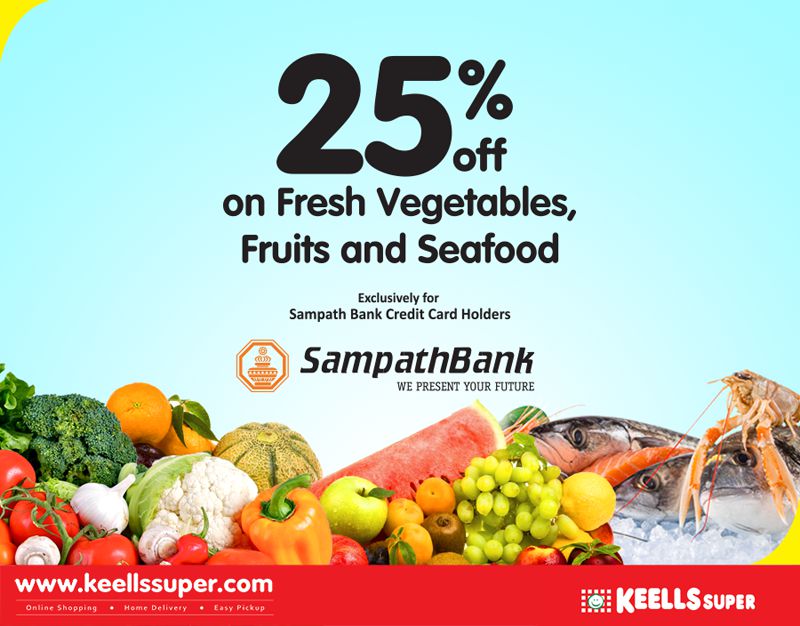 25%
off
on Fresh Vegetables,
Fruits and Seafood
Exclusively for
Sampath Bank Credit Card Holders
SampathBank
WE PRESENT YOUR FUTURE
www.keellssuper.com
Online Shopping • Home Delivery • Easy Pickup
KEELLS SUPER